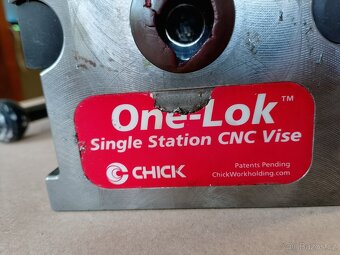 One-Lok™
Single Station CNC Vise
CHICK
Patents Pending
ChickWorkholding.com